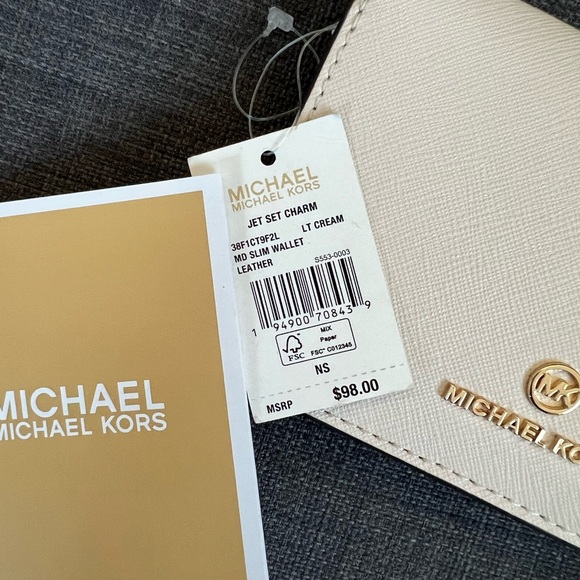 MICHAEL
MICHAEL KORS
JET SET CHARM
38F1CT9F2L LT CREAM
MD SLIM WALLET
LEATHER S553-0003
1 94900 70843 9
FSC
MIX
Paper
FSC® C012345
NS
MSRP $98.00
MICHAEL
MICHAEL KORS
MK
MICHAEL KO